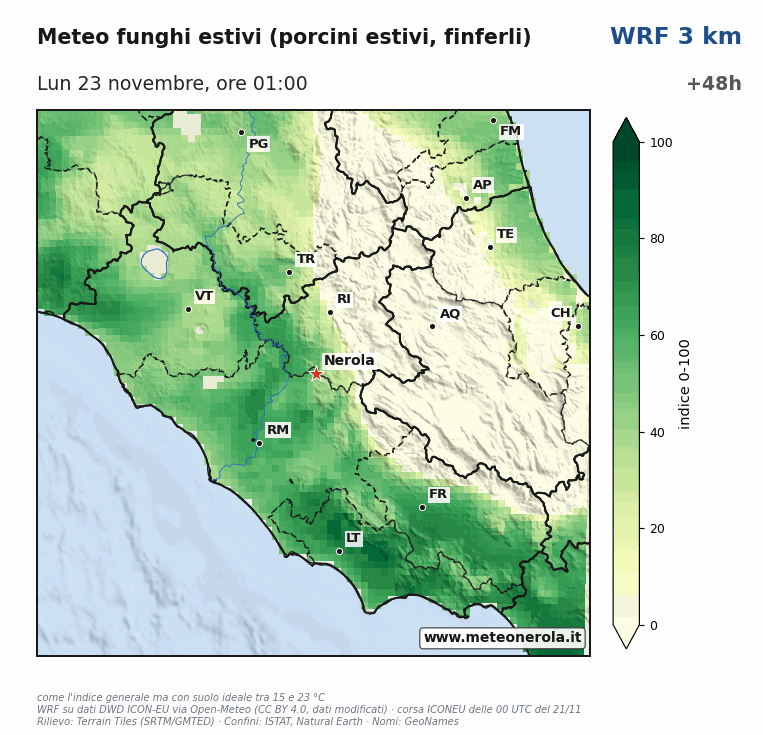 Meteo funghi estivi (porcini estivi, finferli)
WRF 3 km
Lun 23 novembre, ore 01:00
+48h
FM
PG
AP
TE
TR
VT
RI
AQ
CH
Nerola
RM
FR
LT
www.meteonerola.it
100
80
60
40
20
0
indice 0-100
come l'indice generale ma con suolo ideale tra 15 e 23 °C
WRF su dati DWD ICON-EU via Open-Meteo (CC BY 4.0, dati modificati) · corsa ICONEU delle 00 UTC del 21/11
Rilievo: Terrain Tiles (SRTM/GMTED) · Confini: ISTAT, Natural Earth · Nomi: GeoNames